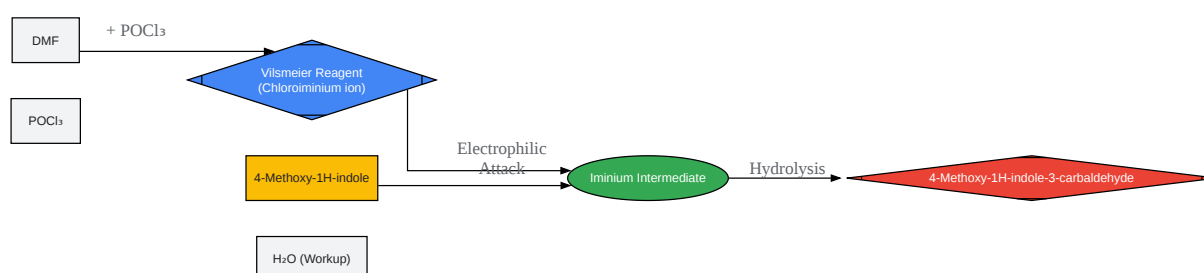 DMF
+ POCl₃
Vilsmeier Reagent
(Chloroiminium ion)
POCl₃
Electrophilic
Attack
4-Methoxy-1H-indole
Iminium Intermediate
Hydrolysis
4-Methoxy-1H-indole-3-carbaldehyde
H₂O (Workup)